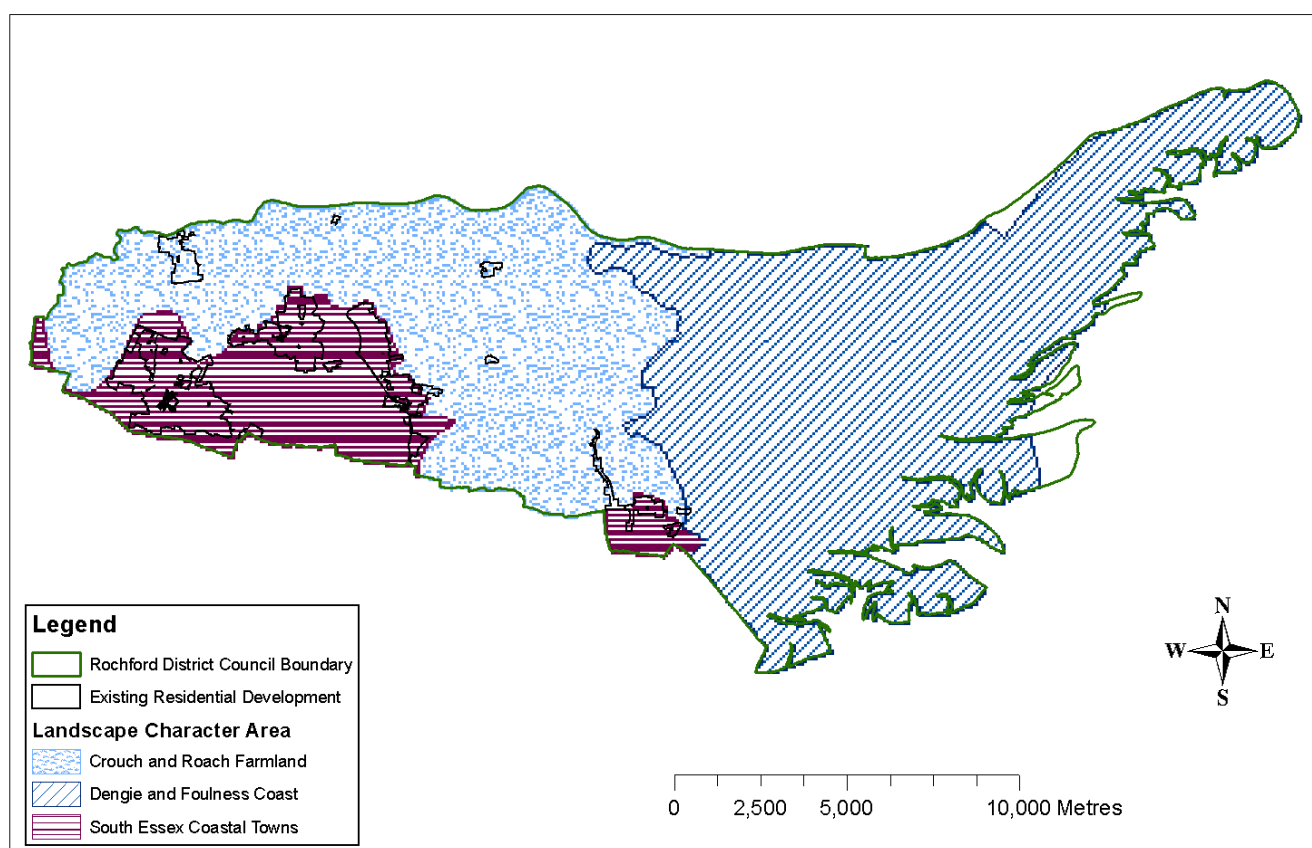 N
W E
S
Legend
Rochford District Council Boundary
Existing Residential Development
Landscape Character Area
Crouch and Roach Farmland
Dengie and Foulness Coast
South Essex Coastal Towns
0 2,500 5,000 10,000 Metres